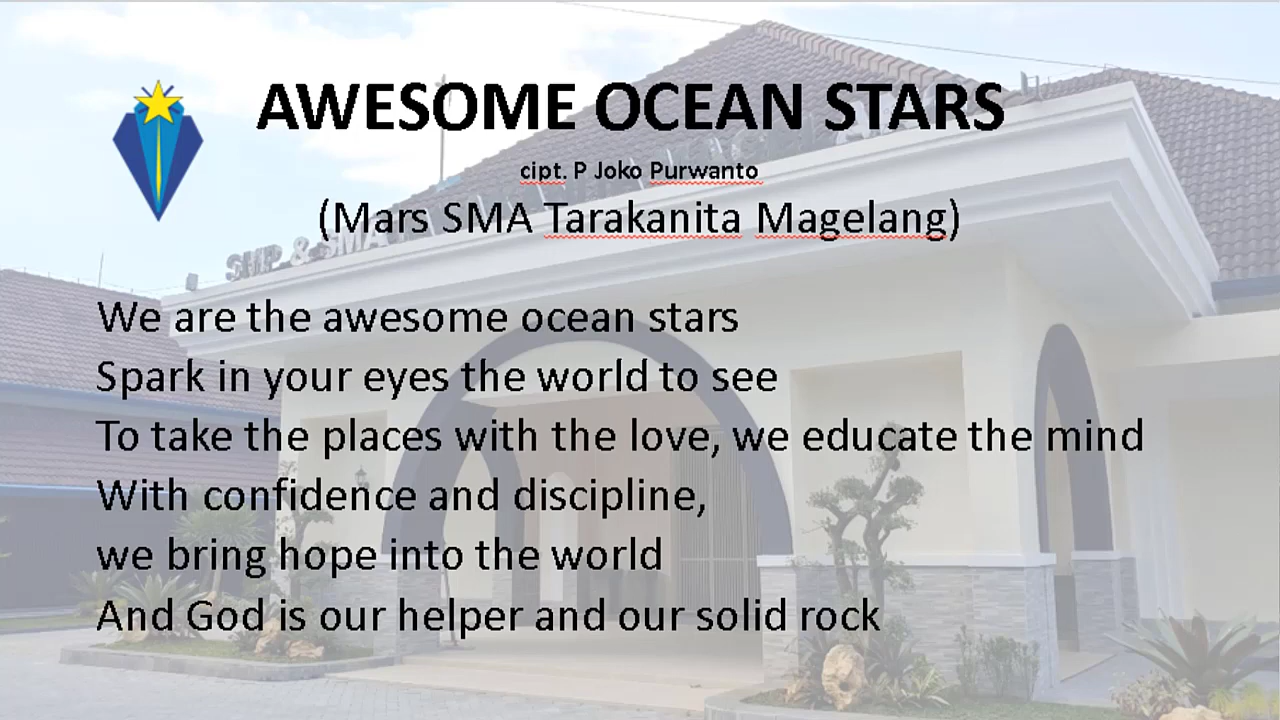 AWESOME OCEAN STARS
cipt. P Joko Purwanto
(Mars SMA Tarakanita Magelang)
SMP & SMA
We are the awesome ocean stars
Spark in your eyes the world to see
To take the places with the love, we educate the mind
With confidence and discipline,
we bring hope into the world
And God is our helper and our solid rock